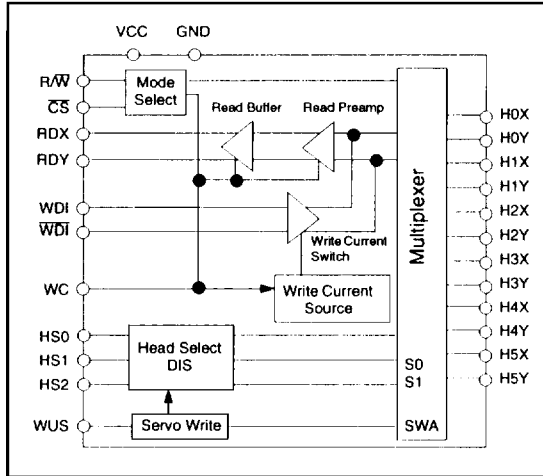 VCC GND
R/W̅
C̅S̅
RDX
RDY
WDI
W̅D̅I̅
WC
HS0
HS1
HS2
WUS
Mode
Select
Read Buffer
Read Preamp
Write Current
Switch
Write Current
Source
Head Select
DIS
Servo Write
Multiplexer
S0
S1
SWA
H0X
H0Y
H1X
H1Y
H2X
H2Y
H3X
H3Y
H4X
H4Y
H5X
H5Y